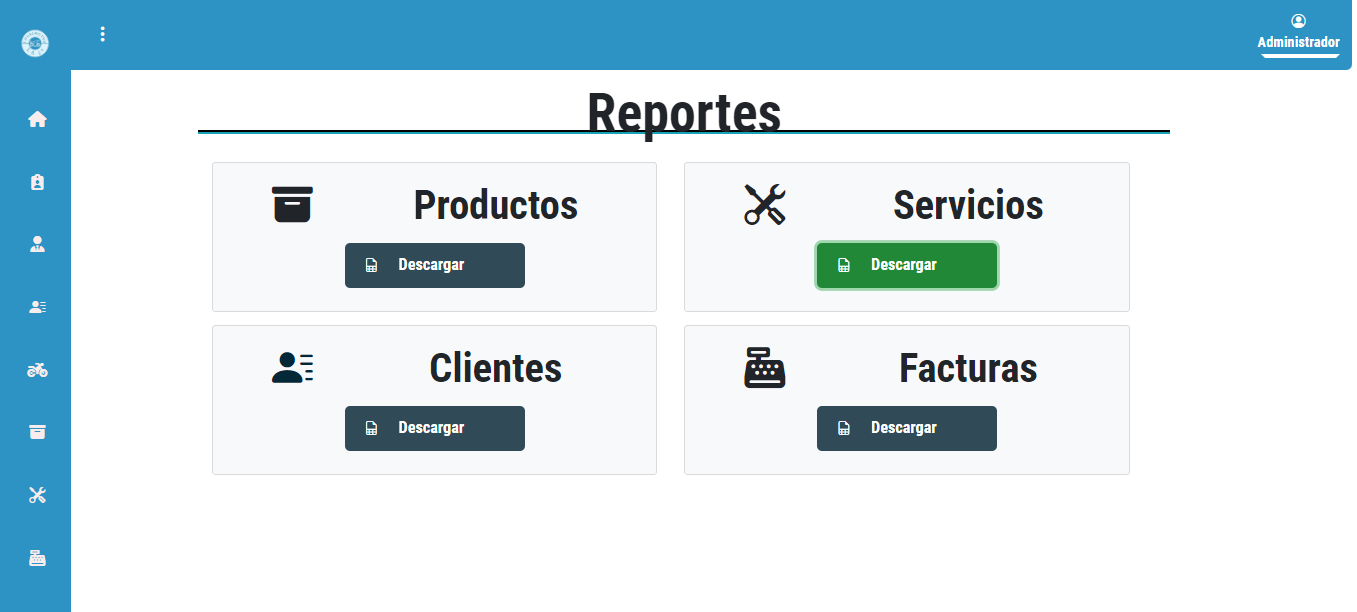 Administrador
Reportes
Productos
Descargar
Servicios
Descargar
Clientes
Descargar
Facturas
Descargar